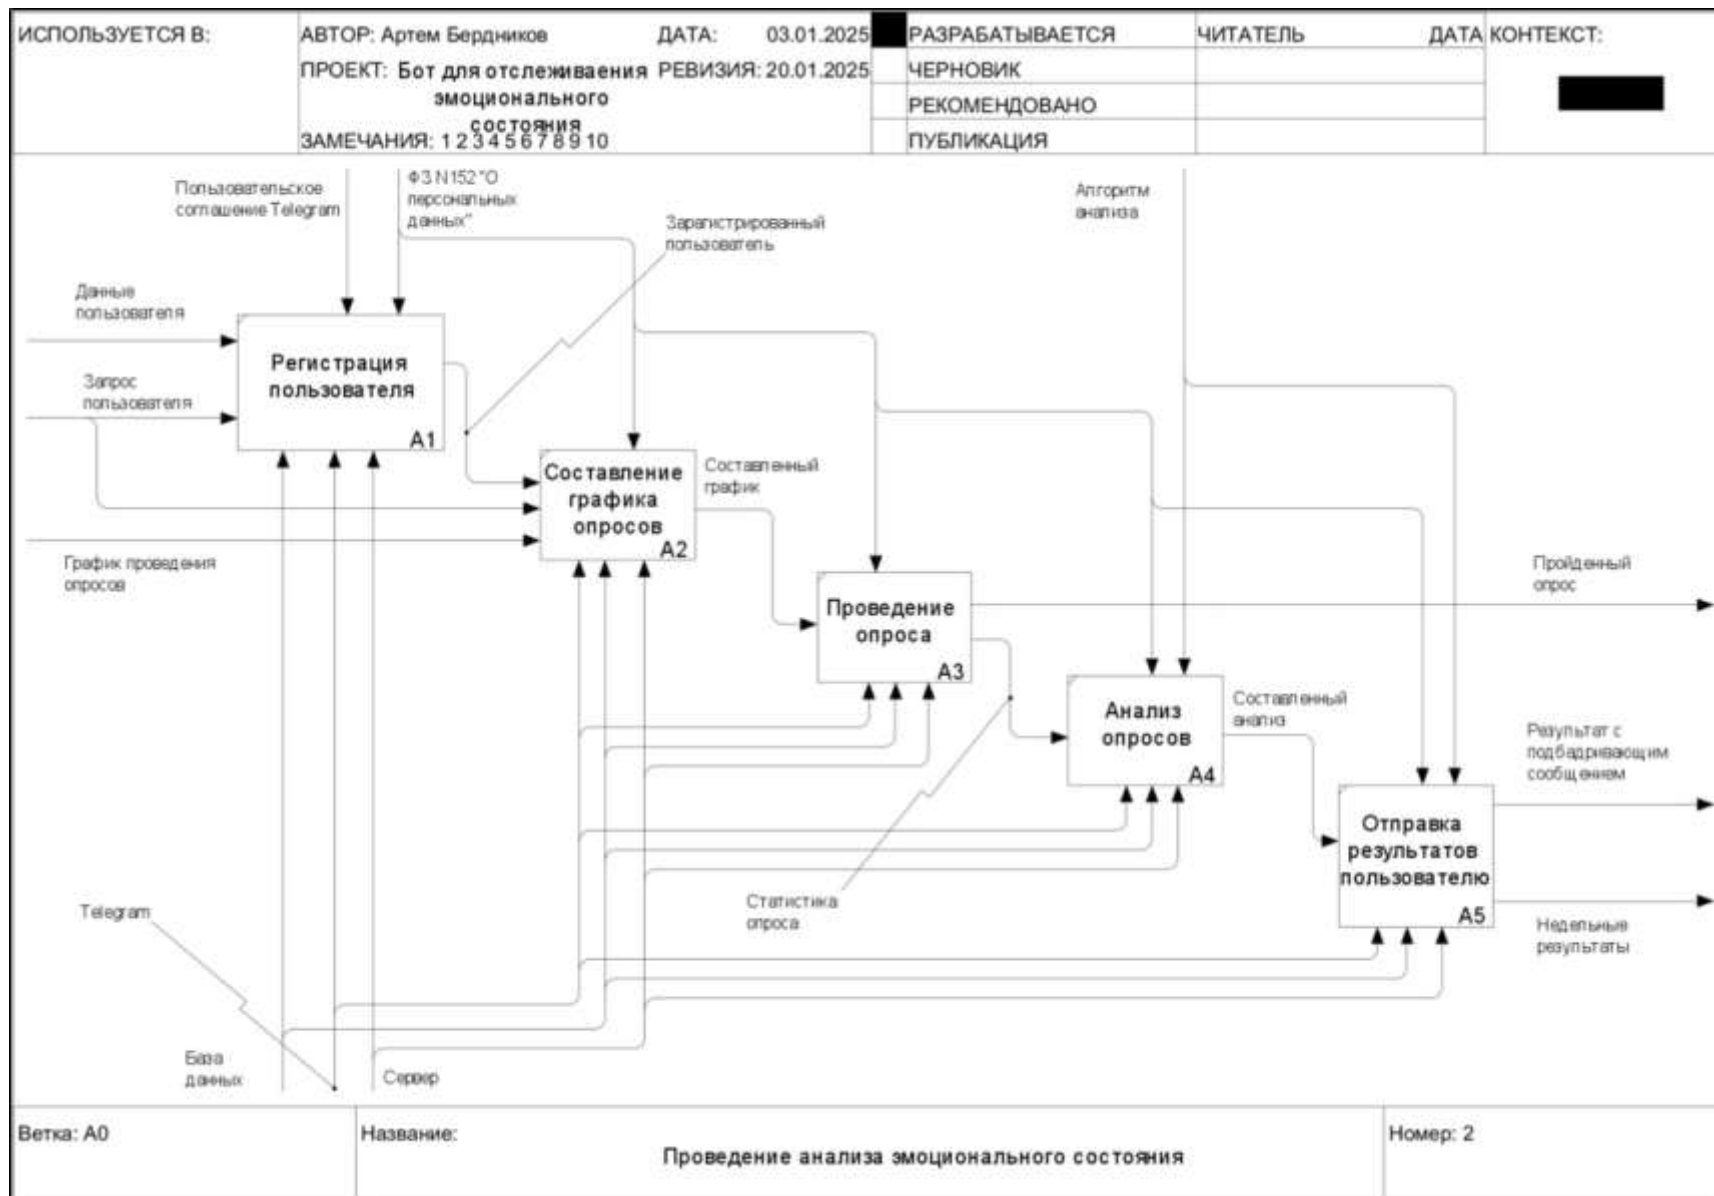 ИСПОЛЬЗУЕТСЯ В:
АВТОР: Артем Бердников
ДАТА: 03.01.2025
РАЗРАБАТЫВАЕТСЯ
ЧИТАТЕЛЬ
ДАТА
КОНТЕКСТ:
ПРОЕКТ: Бот для отслеживаения
эмоционального
состояния
РЕВИЗИЯ: 20.01.2025
ЧЕРНОВИК
РЕКОМЕНДОВАНО
ЗАМЕЧАНИЯ: 1 2 3 4 5 6 7 8 9 10
ПУБЛИКАЦИЯ
Пользовательское
соглашение Telegram
ФЗ N152 "О
персональных
данных"
Зарагистрированный
пользователь
Алгоритм
анализа
Данные
пользователя
Запрос
пользователя
Регистрация
пользователя
A1
График проведения
опросов
Составление
графика
опросов
A2
Составленный
график
Проведение
опроса
A3
Пройденный
опрос
Анализ
опросов
A4
Составленный
анализ
Результат с
подбадривающим
сообщением
Отправка
результатов
пользователю
A5
Статистика
опроса
Недельные
результаты
Telegram
База
данных
Сервер
Ветка: A0
Название:
Проведение анализа эмоционального состояния
Номер: 2